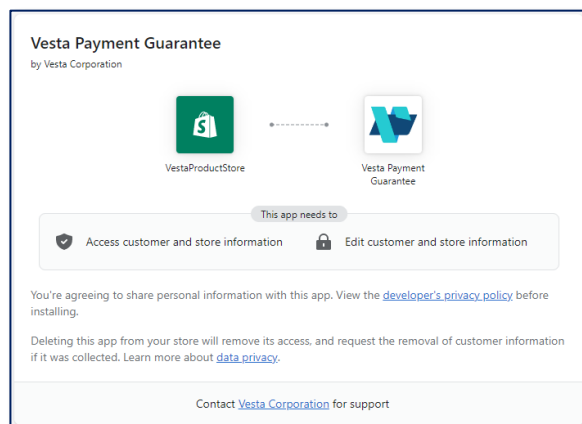 Vesta Payment Guarantee
by Vesta Corporation
VestaProductStore
Vesta Payment
Guarantee
This app needs to
Access customer and store information
Edit customer and store information
You're agreeing to share personal information with this app. View the developer's privacy policy before
installing.
Deleting this app from your store will remove its access, and request the removal of customer information
if it was collected. Learn more about data privacy.
Contact Vesta Corporation for support